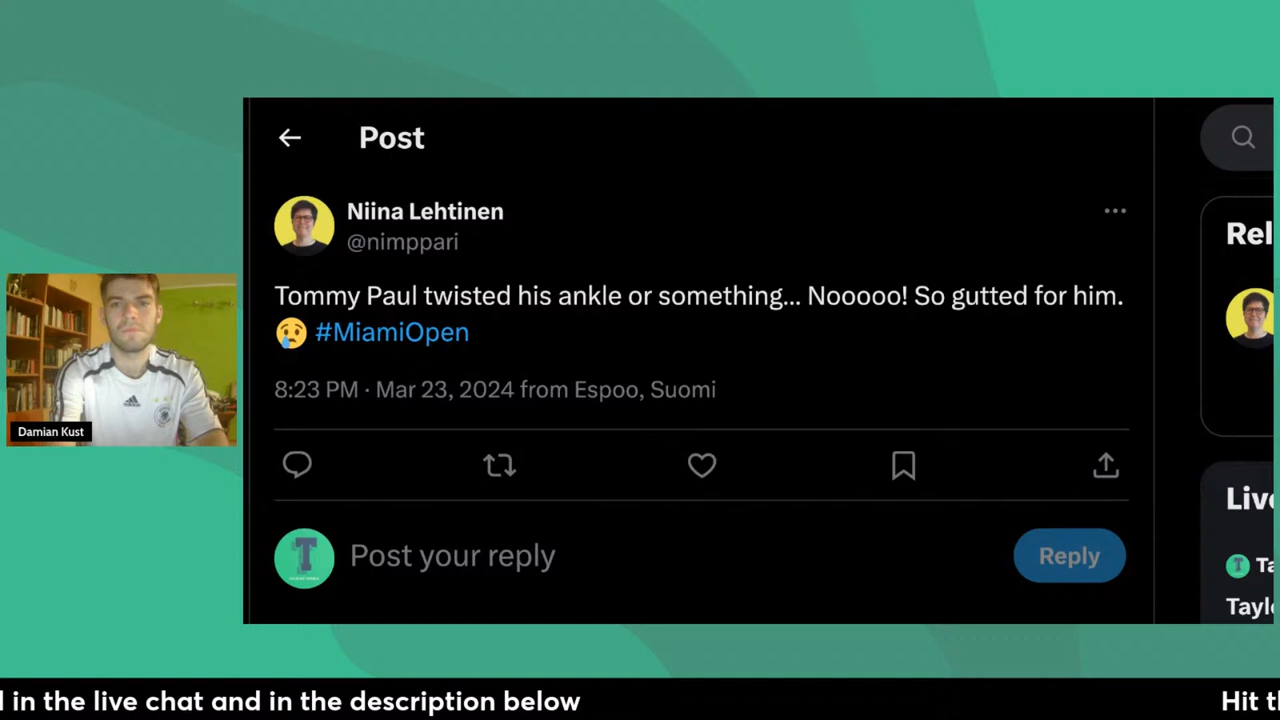 Post
Niina Lehtinen
@nimppari
Tommy Paul twisted his ankle or something... Nooooo! So gutted for him.
😢 #MiamiOpen
8:23 PM · Mar 23, 2024 from Espoo, Suomi
Post your reply
Reply
Rel
Liv
Ta
Tayl
Damian Kust
l in the live chat and in the description below
Hit th